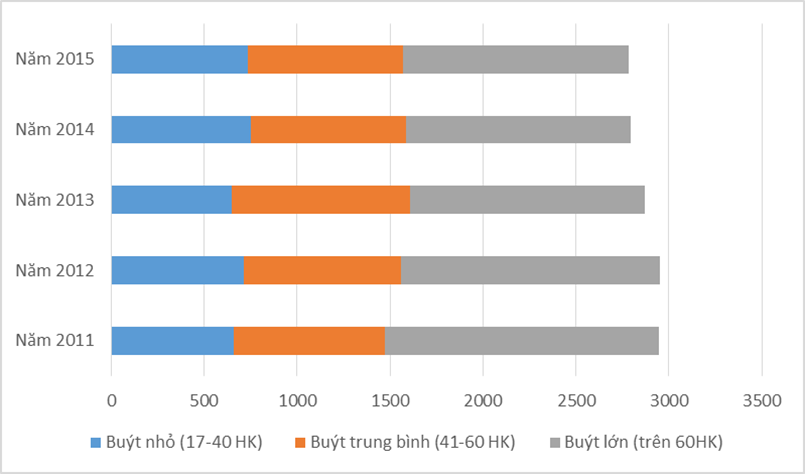 Năm 2015
Năm 2014
Năm 2013
Năm 2012
Năm 2011
0 500 1000 1500 2000 2500 3000 3500
Buýt nhỏ (17-40 HK) Buýt trung bình (41-60 HK) Buýt lớn (trên 60HK)